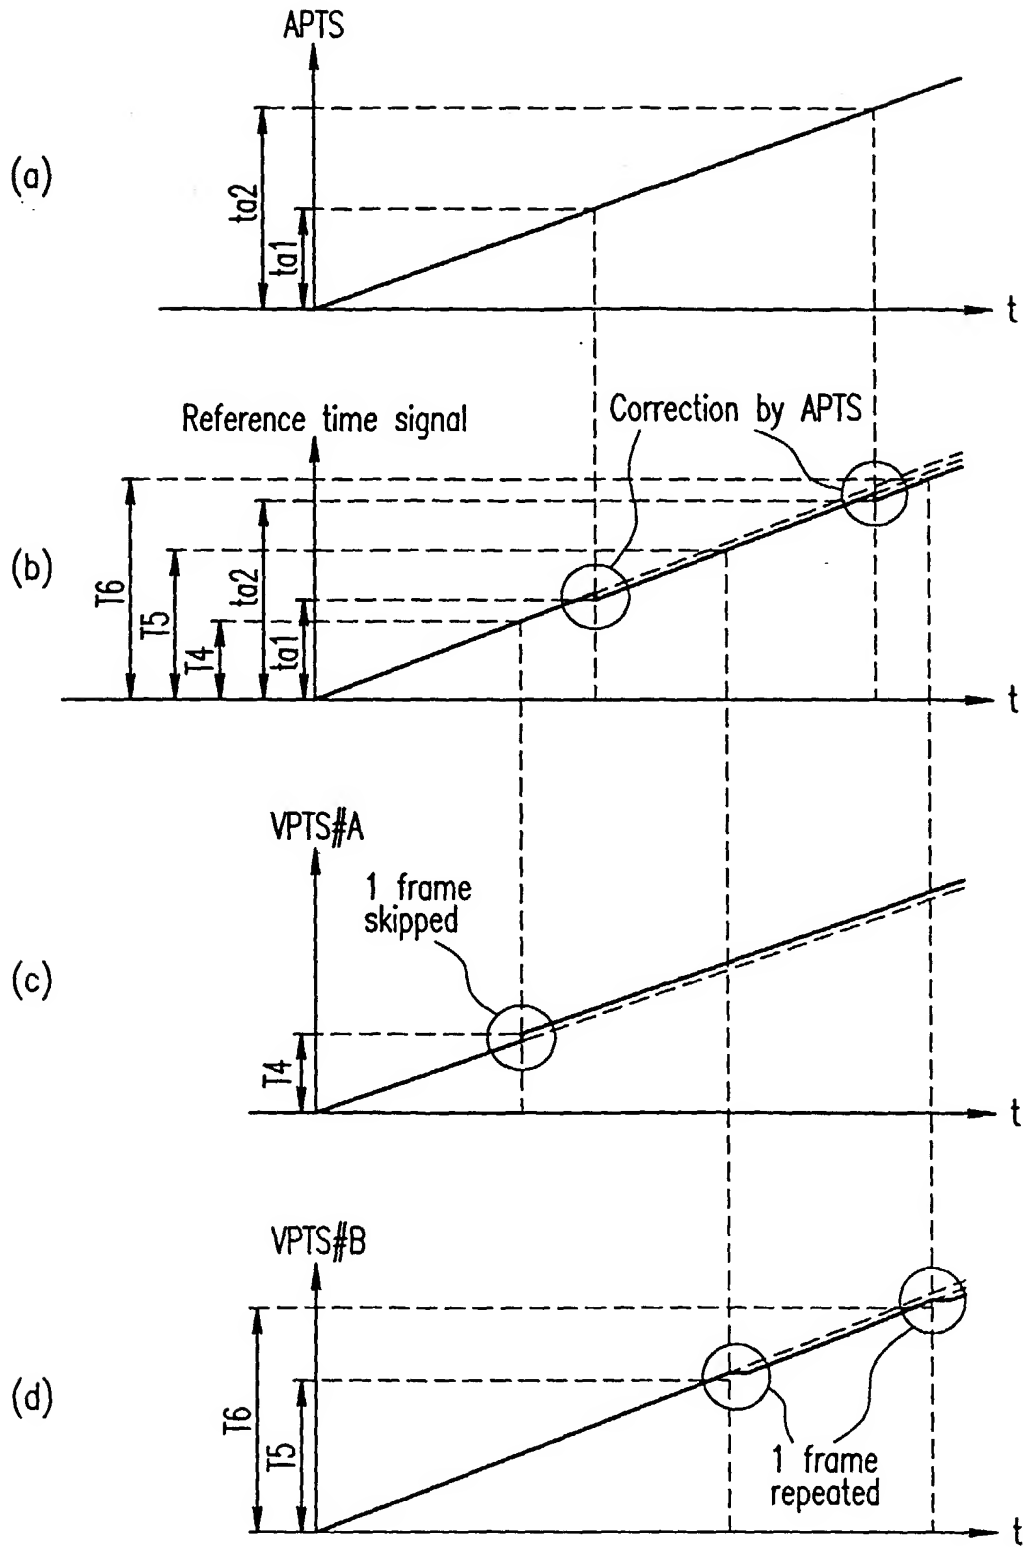 APTS
(a)
ta2
ta1
t
Reference time signal
Correction by APTS
(b)
T6
T5
T4
ta2
ta1
t
VPTS#A
1 frame
skipped
(c)
T4
t
VPTS#B
(d)
T6
T5
1 frame
repeated
t